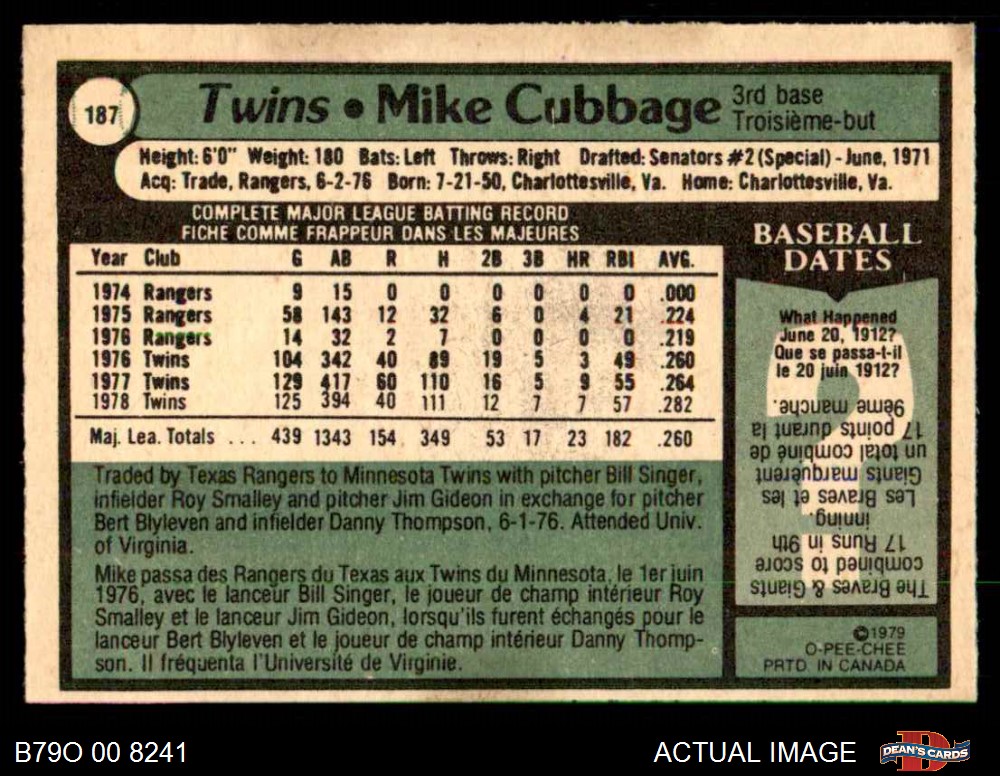 187
Twins • Mike Cubbage
3rd base
Troisième-but
Height: 6'0" Weight: 180 Bats: Left Throws: Right Drafted: Senators #2 (Special) - June, 1971
Acq: Trade, Rangers, 6-2-76 Born: 7-21-50, Charlottesville, Va. Home: Charlottesville, Va.
COMPLETE MAJOR LEAGUE BATTING RECORD
FICHE COMME FRAPPEUR DANS LES MAJEURES
Year Club G AB R H 2B 3B HR RBI AVG.
1974 Rangers 9 15 0 0 0 0 0 0 .000
1975 Rangers 58 143 12 32 6 0 4 21 .224
1976 Rangers 14 32 2 7 0 0 0 0 .219
1976 Twins 104 342 40 89 19 5 3 49 .260
1977 Twins 129 417 60 110 16 5 9 55 .264
1978 Twins 125 394 40 111 12 7 7 57 .282
Maj. Lea. Totals ... 439 1343 154 349 53 17 23 182 .260
Traded by Texas Rangers to Minnesota Twins with pitcher Bill Singer,
infielder Roy Smalley and pitcher Jim Gideon in exchange for pitcher
Bert Blyleven and infielder Danny Thompson, 6-1-76. Attended Univ.
of Virginia.
Mike passa des Rangers du Texas aux Twins du Minnesota, le 1er juin
1976, avec le lanceur Bill Singer, le joueur de champ intérieur Roy
Smalley et le lanceur Jim Gideon, lorsqu'ils furent échangés pour le
lanceur Bert Blyleven et le joueur de champ intérieur Danny Thomp-
son. Il fréquenta l'Université de Virginie.
BASEBALL
DATES
What Happened
June 20, 1912?
Que se passa-t-il
le 20 juin 1912?
The Braves & Giants
combined to score
17 Runs in 9th
inning.
Les Braves et les
Giants marquèrent
un total combiné de
17 points durant la
9ème manche.
©1979
O-PEE-CHEE
PRTD. IN CANADA
B79O 00 8241
ACTUAL IMAGE
DEAN'S CARDS